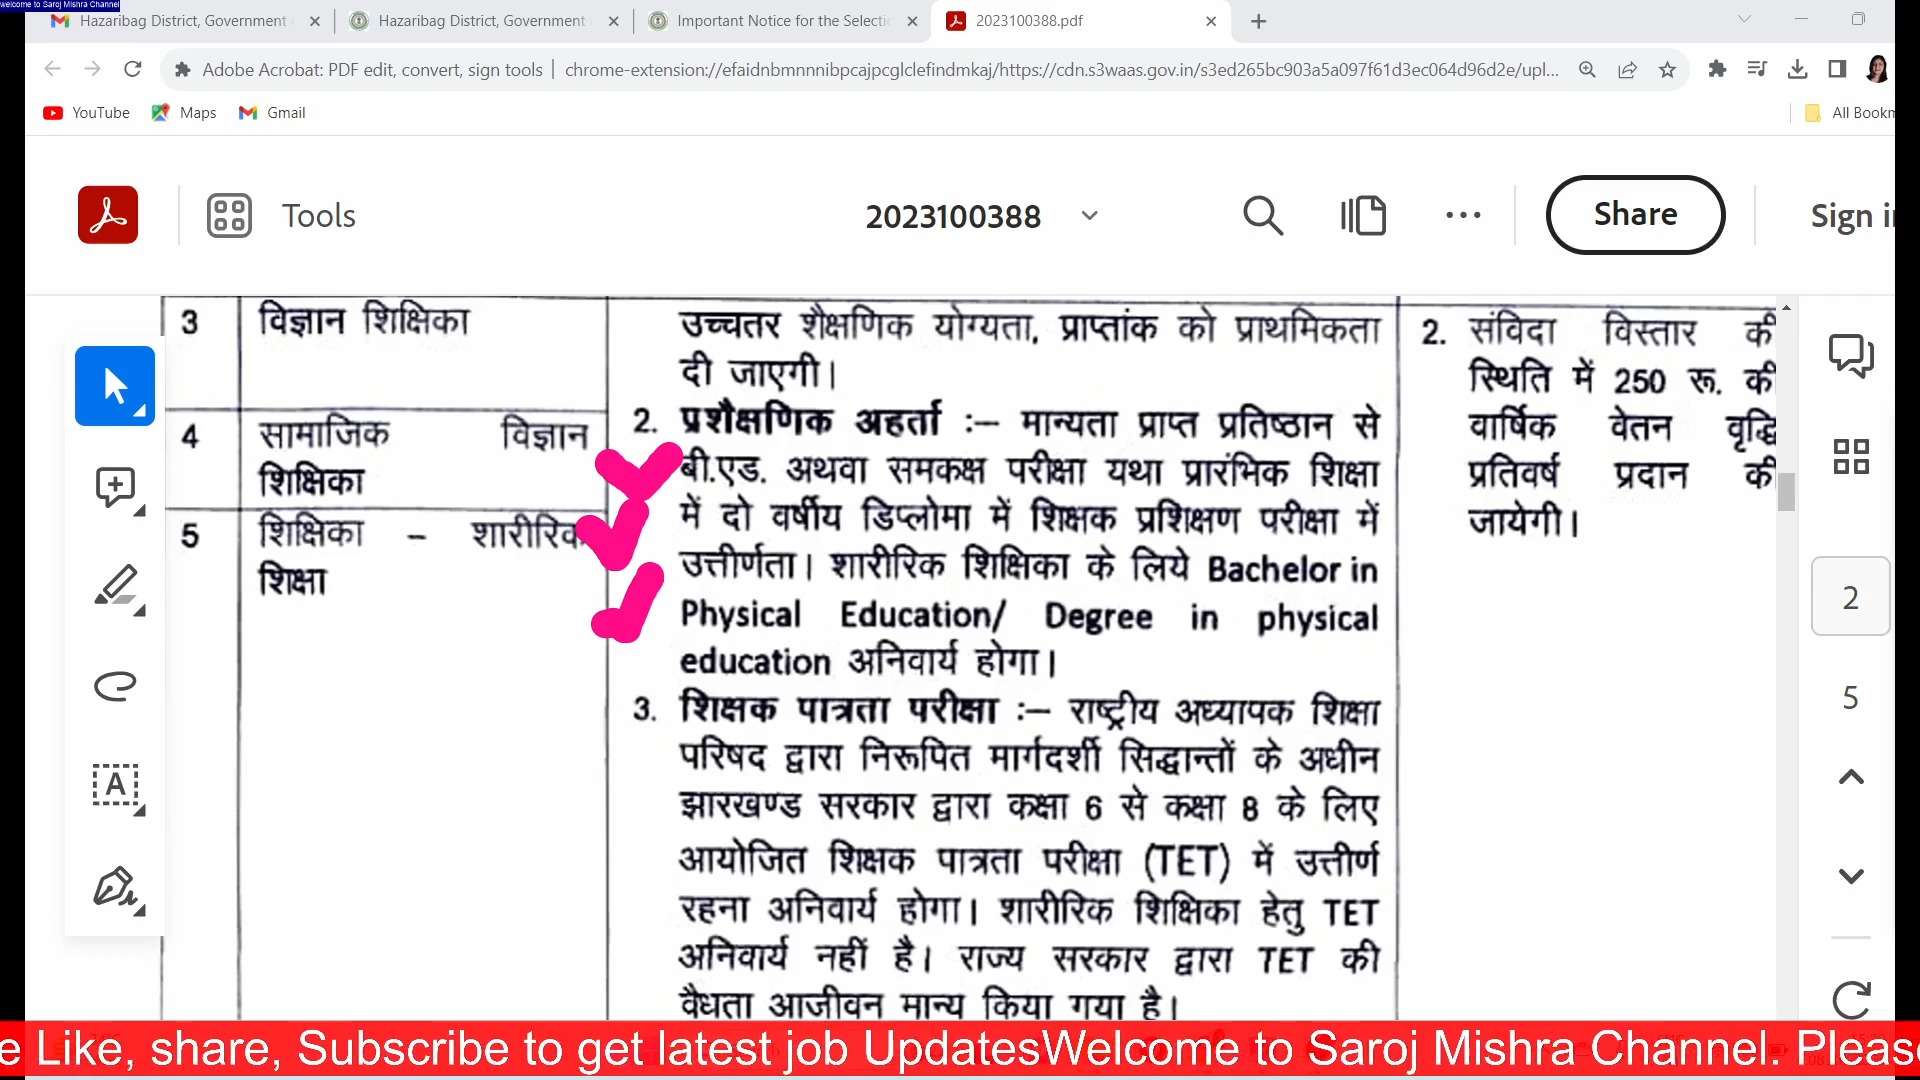 welcome to Saroj Mishra Channel
Hazaribag District, Government
Hazaribag District, Government
Important Notice for the Selecti
2023100388.pdf
Adobe Acrobat: PDF edit, convert, sign tools
chrome-extension://efaidnbmnnnibpcajpcglclefindmkaj/https://cdn.s3waas.gov.in/s3ed265bc903a5a097f61d3ec064d96d2e/upl...
YouTube
Maps
Gmail
All Bookm
Tools
2023100388
Share
Sign in
3 विज्ञान शिक्षिका
4 सामाजिक विज्ञान
शिक्षिका
5 शिक्षिका – शारीरिक
शिक्षा
उच्चतर शैक्षणिक योग्यता, प्राप्तांक को प्राथमिकता
दी जाएगी।
2. प्रशैक्षणिक अहर्ता :– मान्यता प्राप्त प्रतिष्ठान से
बी.एड. अथवा समकक्ष परीक्षा यथा प्रारंभिक शिक्षा
में दो वर्षीय डिप्लोमा में शिक्षक प्रशिक्षण परीक्षा में
उत्तीर्णता। शारीरिक शिक्षिका के लिये Bachelor in
Physical Education/ Degree in physical
education अनिवार्य होगा।
3. शिक्षक पात्रता परीक्षा :– राष्ट्रीय अध्यापक शिक्षा
परिषद द्वारा निरूपित मार्गदर्शी सिद्धान्तों के अधीन
झारखण्ड सरकार द्वारा कक्षा 6 से कक्षा 8 के लिए
आयोजित शिक्षक पात्रता परीक्षा (TET) में उत्तीर्ण
रहना अनिवार्य होगा। शारीरिक शिक्षिका हेतु TET
अनिवार्य नहीं है। राज्य सरकार द्वारा TET की
वैधता आजीवन मान्य किया गया है।
2. संविदा विस्तार की
स्थिति में 250 रू. की
वार्षिक वेतन वृद्धि
प्रतिवर्ष प्रदान की
जायेगी।
2
5
e Like, share, Subscribe to get latest job UpdatesWelcome to Saroj Mishra Channel. Please